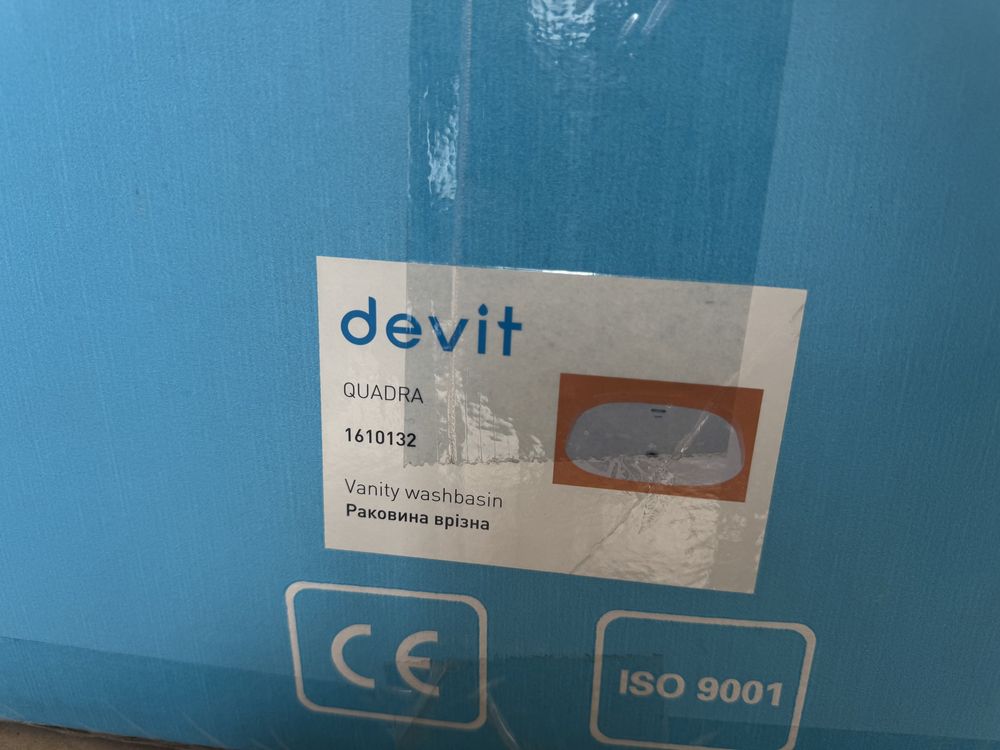 devit
QUADRA
1610132
Vanity washbasin
Раковина врізна
CE
ISO 9001